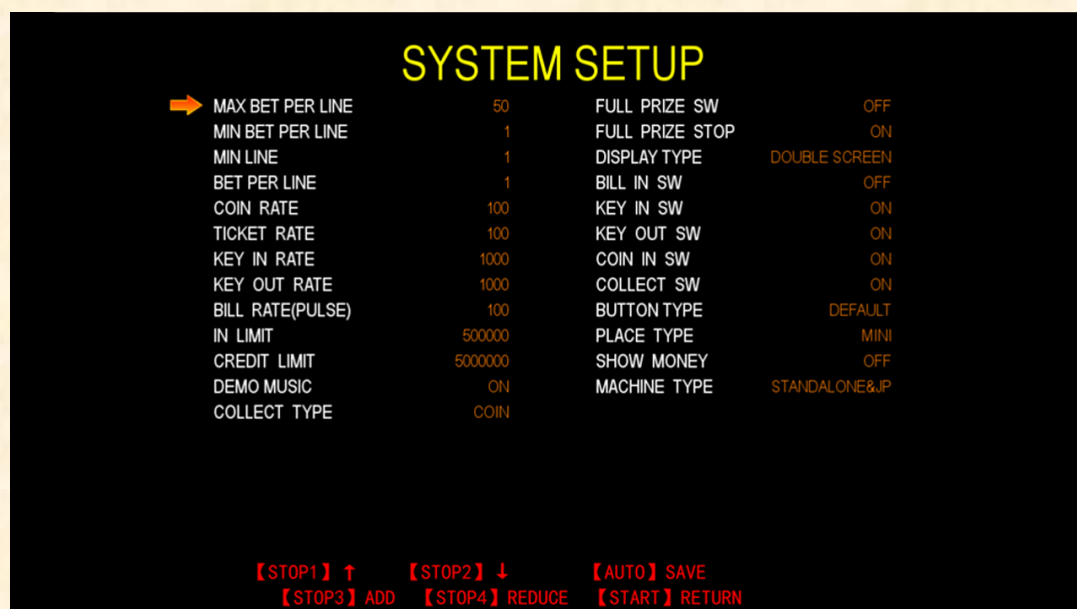 SYSTEM SETUP
MAX BET PER LINE 50
MIN BET PER LINE 1
MIN LINE 1
BET PER LINE 1
COIN RATE 100
TICKET RATE 100
KEY IN RATE 1000
KEY OUT RATE 1000
BILL RATE(PULSE) 100
IN LIMIT 500000
CREDIT LIMIT 5000000
DEMO MUSIC ON
COLLECT TYPE COIN
FULL PRIZE SW OFF
FULL PRIZE STOP ON
DISPLAY TYPE DOUBLE SCREEN
BILL IN SW OFF
KEY IN SW ON
KEY OUT SW ON
COIN IN SW ON
COLLECT SW ON
BUTTON TYPE DEFAULT
PLACE TYPE MINI
SHOW MONEY OFF
MACHINE TYPE STANDALONE&JP
【STOP1】↑ 【STOP2】↓ 【AUTO】SAVE
【STOP3】ADD 【STOP4】REDUCE 【START】RETURN